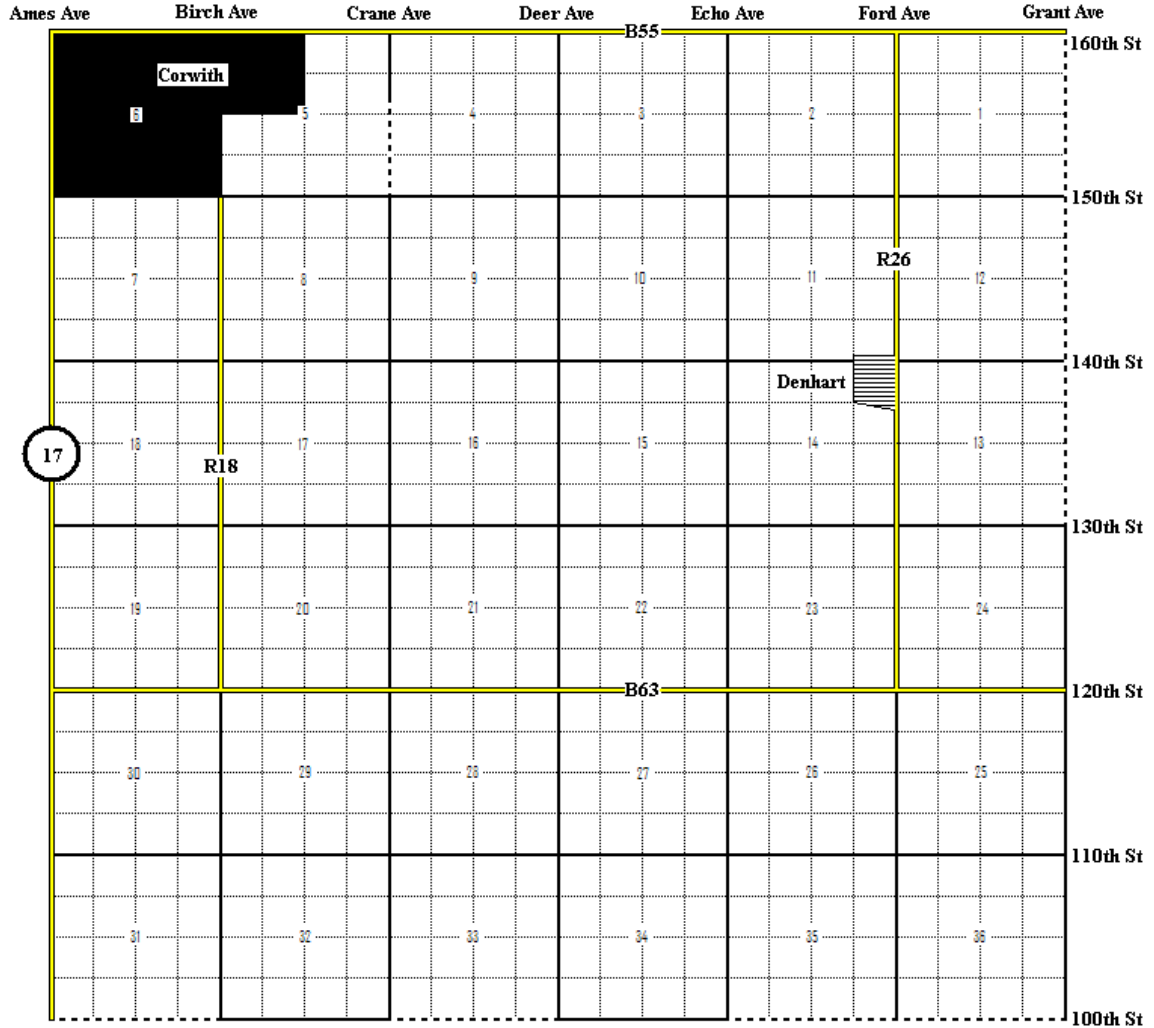 Ames Ave Birch Ave Crane Ave Deer Ave Echo Ave Ford Ave Grant Ave
B55
160th St
Corwith
6 5 4 3 2 1
150th St
R26
7 8 9 10 11 12
140th St
Denhart
18 17 16 15 14 13
17
R18
130th St
19 20 21 22 23 24
B63
120th St
30 29 28 27 26 25
110th St
31 32 33 34 35 36
100th St